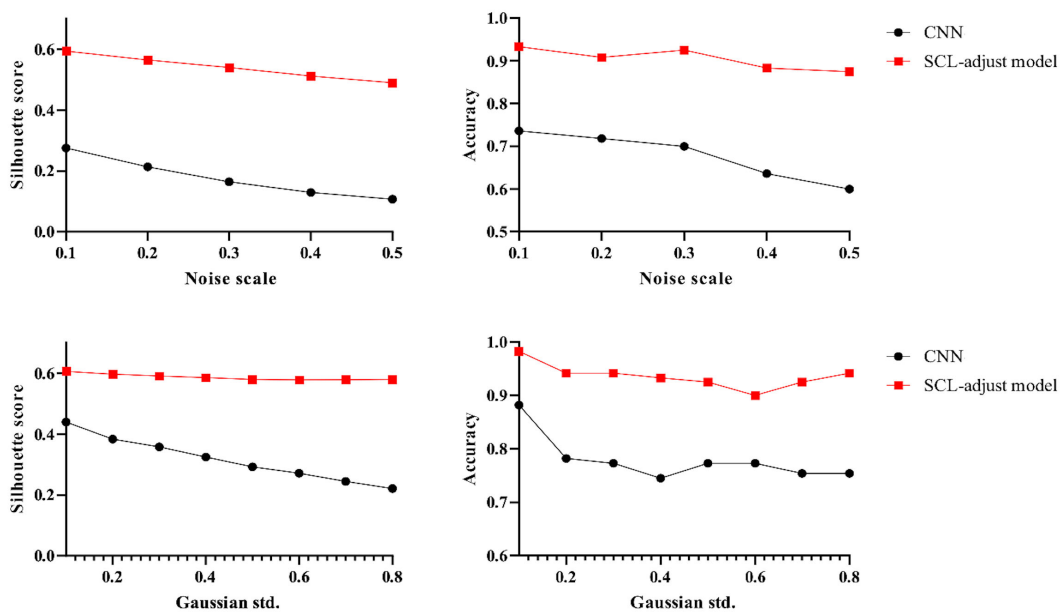 Silhouette score
0.6
0.4
0.2
0.0
0.1 0.2 0.3 0.4 0.5
Noise scale
Accuracy
1.0
0.9
0.8
0.7
0.6
0.5
0.1 0.2 0.3 0.4 0.5
Noise scale
CNN
SCL-adjust model
Silhouette score
0.6
0.4
0.2
0.0
0.2 0.4 0.6 0.8
Gaussian std.
Accuracy
1.0
0.9
0.8
0.7
0.6
0.2 0.4 0.6 0.8
Gaussian std.
CNN
SCL-adjust model